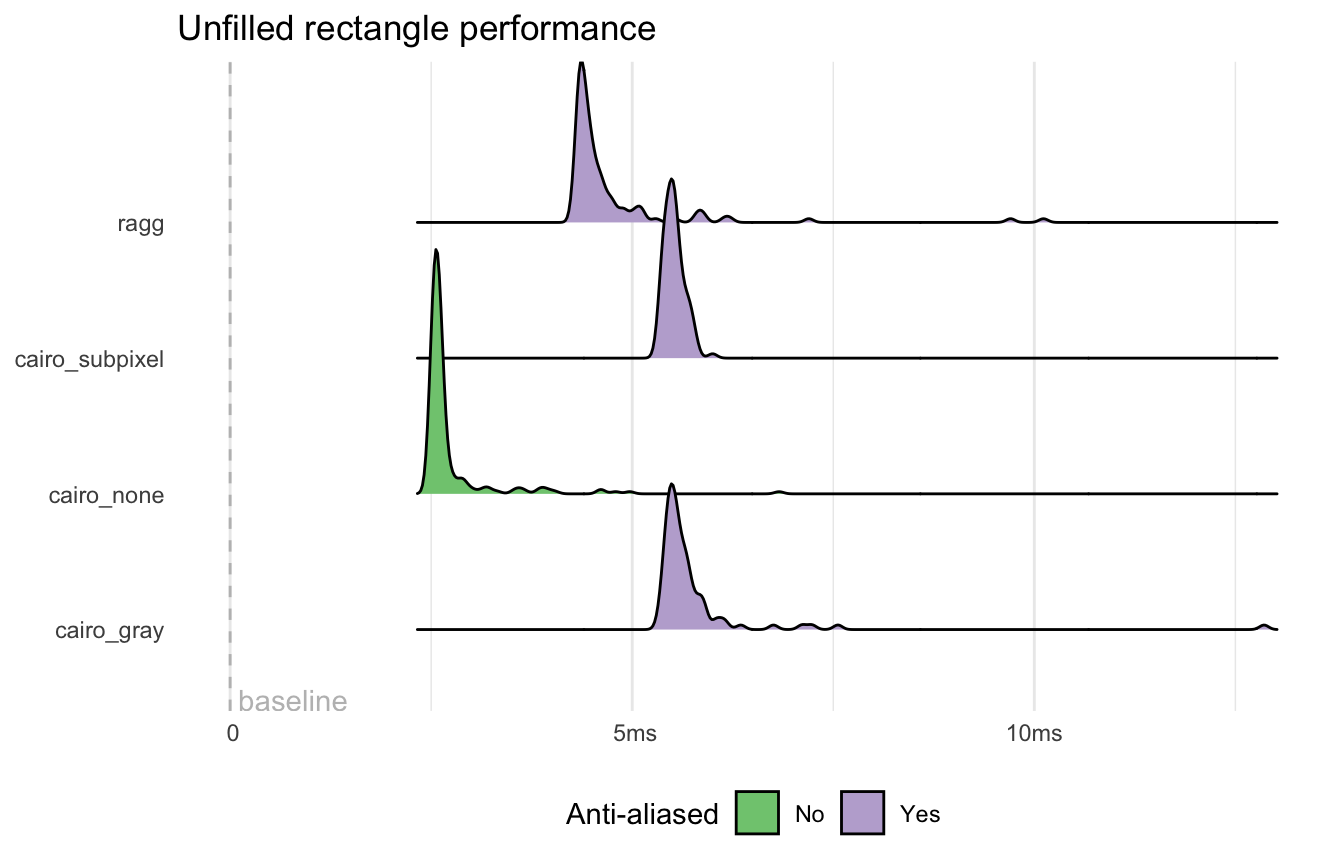 Unfilled rectangle performance
ragg
cairo_subpixel
cairo_none
cairo_gray
baseline
0 5ms 10ms
Anti-aliased No Yes